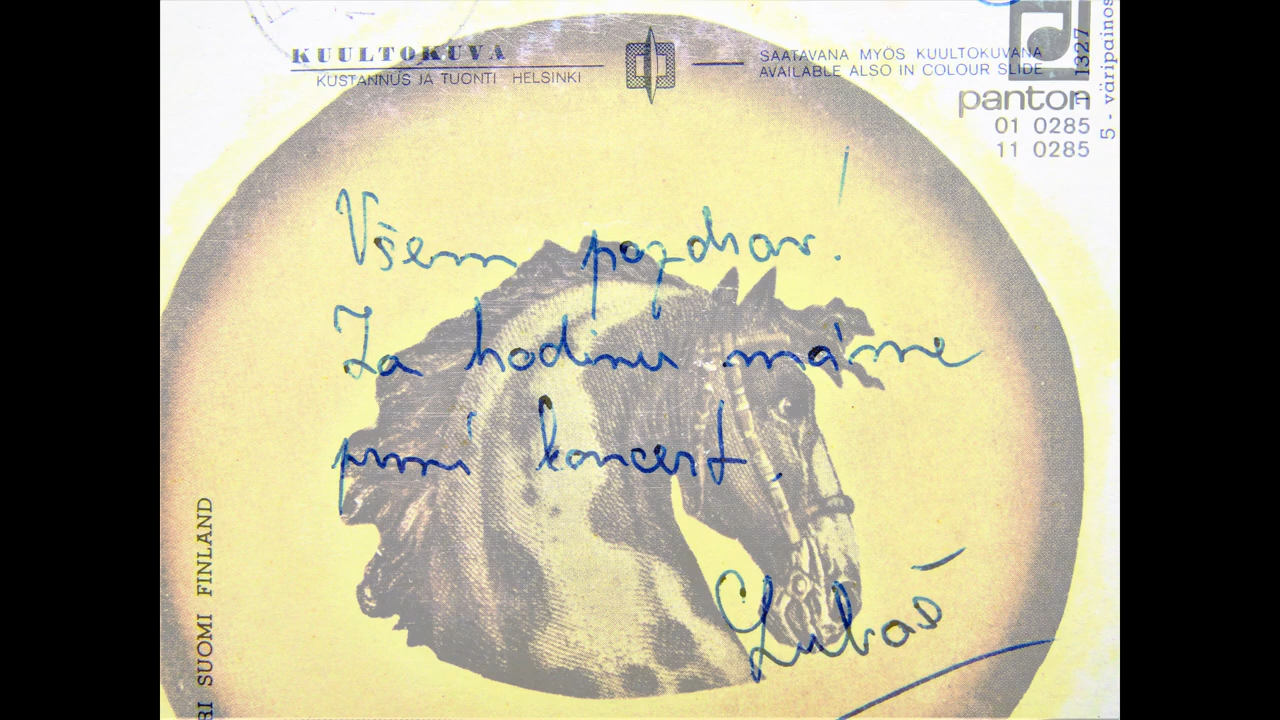 KUULTOKUVA
KUSTANNUS JA TUONTI HELSINKI
SAATAVANA MYÖS KUULTOKUVANA
AVAILABLE ALSO IN COLOUR SLIDE
panton
01 0285
11 0285
T 1327
5 - väripainos
Všem pozdrav!
Za hodinu máme
první koncert.
Luboš
RI SUOMI FINLAND